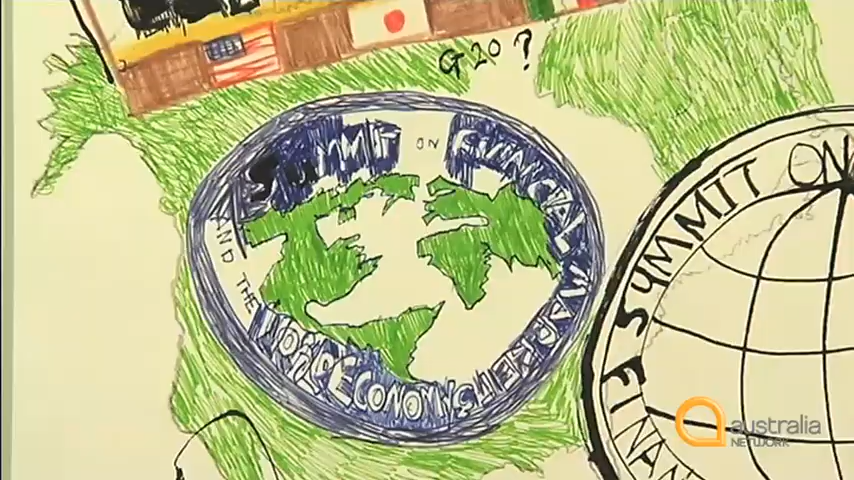 G20?
SUMMIT ON FINANCIAL MARKETS
AND THE WORLD ECONOMY
SUMMIT ON
FINAN
australia
NETWORK